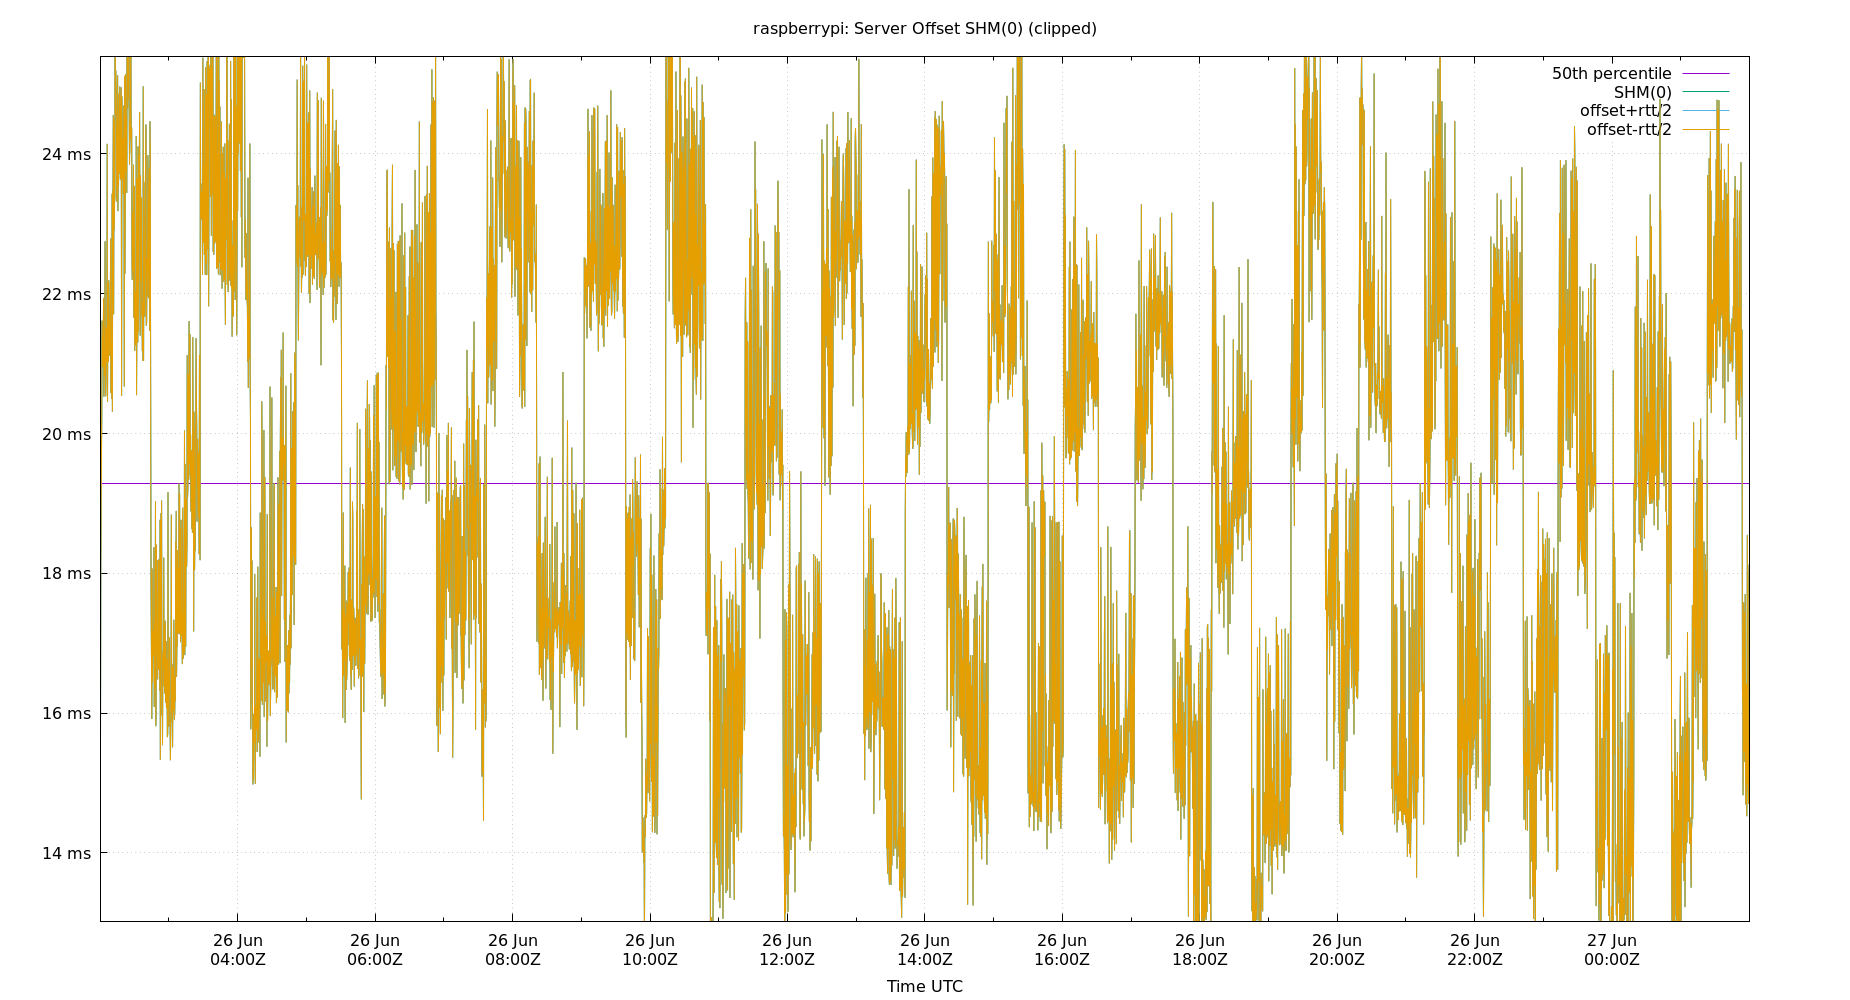 raspberrypi: Server Offset SHM(0) (clipped)
50th percentile
SHM(0)
offset+rtt/2
offset-rtt/2
24 ms
22 ms
20 ms
18 ms
16 ms
14 ms
26 Jun 26 Jun 26 Jun 26 Jun 26 Jun 26 Jun 26 Jun 26 Jun 26 Jun 26 Jun 27 Jun
04:00Z 06:00Z 08:00Z 10:00Z 12:00Z 14:00Z 16:00Z 18:00Z 20:00Z 22:00Z 00:00Z
Time UTC